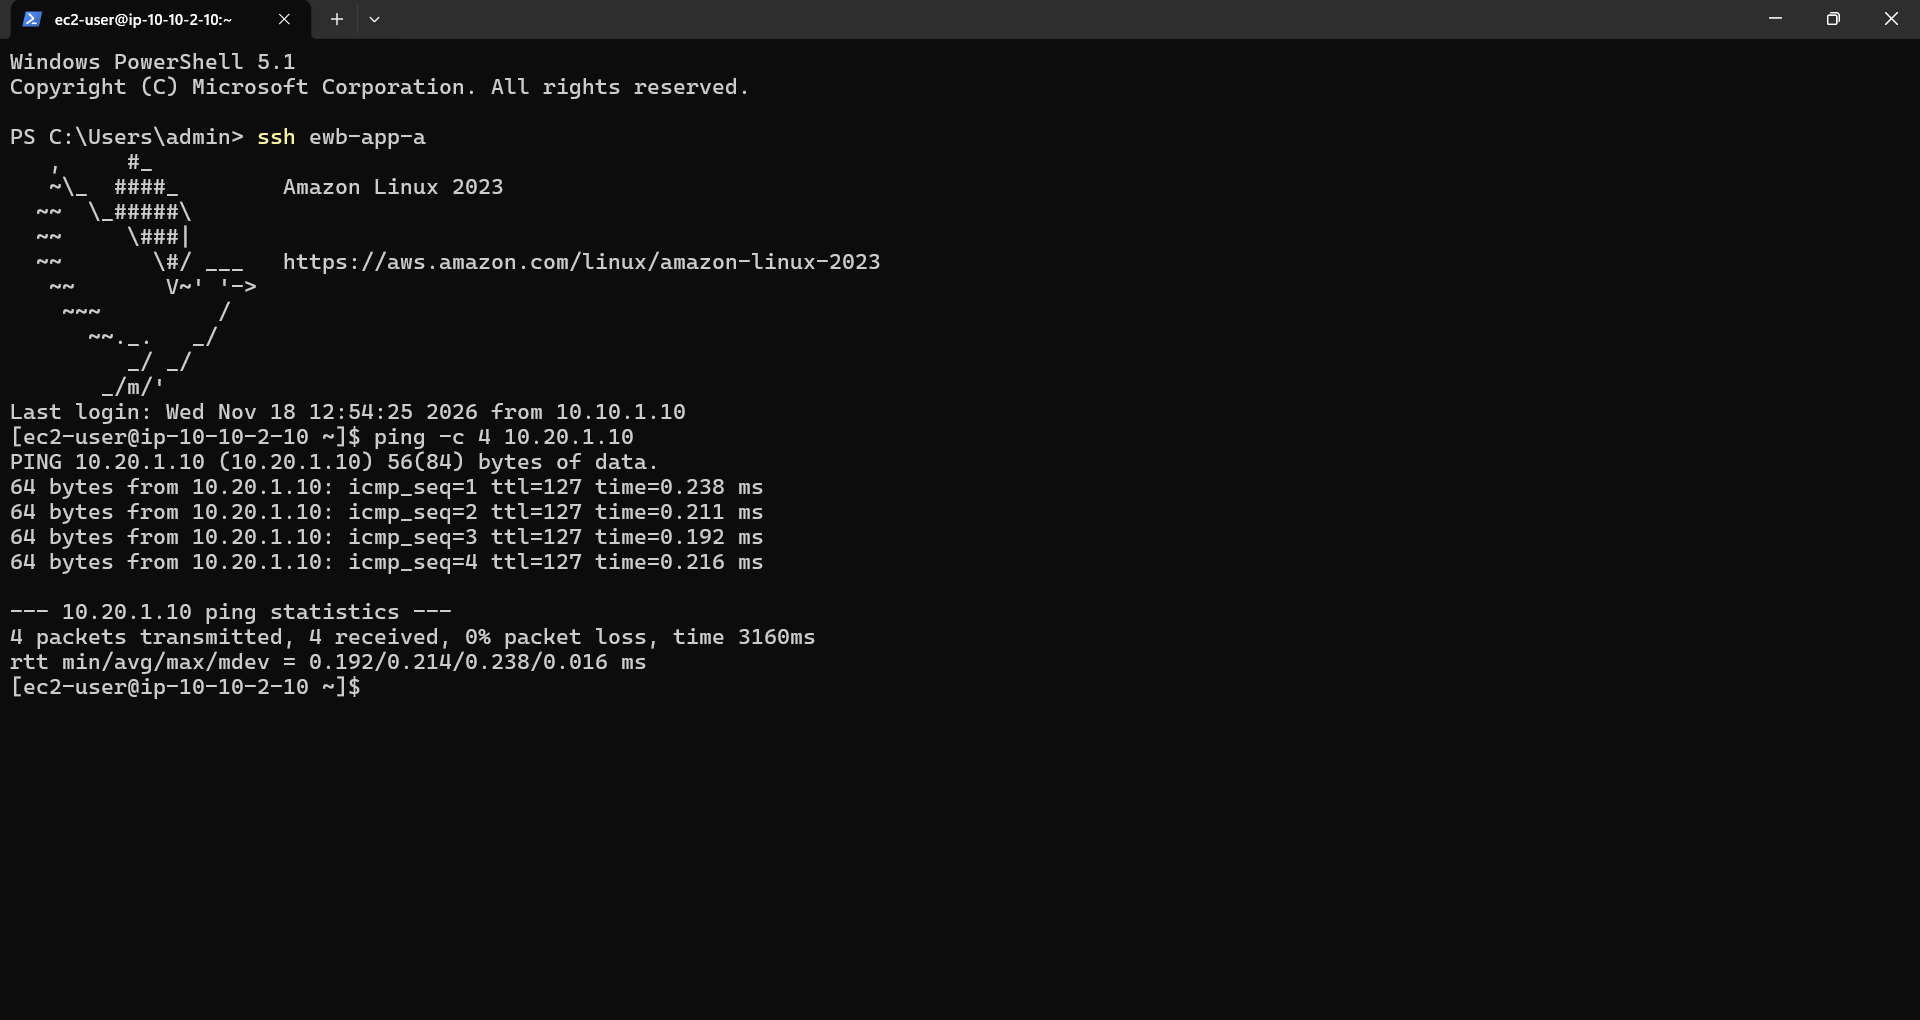 ec2-user@ip-10-10-2-10:~
Windows PowerShell 5.1
Copyright (C) Microsoft Corporation. All rights reserved.
PS C:\Users\admin> ssh ewb-app-a
   ,     #_
   ~\_  ####_        Amazon Linux 2023
  ~~  \_#####\
  ~~     \###|
  ~~       \#/ ___   https://aws.amazon.com/linux/amazon-linux-2023
   ~~       V~' '->
    ~~~         /
      ~~._.   _/
         _/ _/
       _/m/'
Last login: Wed Nov 18 12:54:25 2026 from 10.10.1.10
[ec2-user@ip-10-10-2-10 ~]$ ping -c 4 10.20.1.10
PING 10.20.1.10 (10.20.1.10) 56(84) bytes of data.
64 bytes from 10.20.1.10: icmp_seq=1 ttl=127 time=0.238 ms
64 bytes from 10.20.1.10: icmp_seq=2 ttl=127 time=0.211 ms
64 bytes from 10.20.1.10: icmp_seq=3 ttl=127 time=0.192 ms
64 bytes from 10.20.1.10: icmp_seq=4 ttl=127 time=0.216 ms
--- 10.20.1.10 ping statistics ---
4 packets transmitted, 4 received, 0% packet loss, time 3160ms
rtt min/avg/max/mdev = 0.192/0.214/0.238/0.016 ms
[ec2-user@ip-10-10-2-10 ~]$